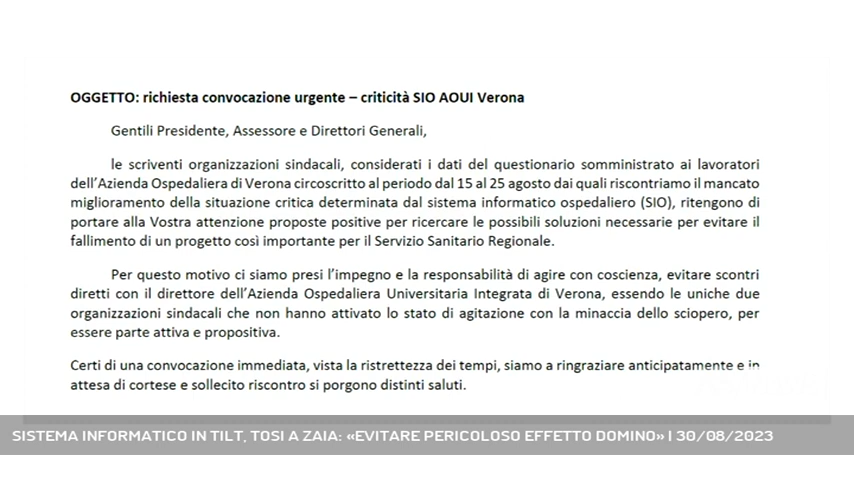 OGGETTO: richiesta convocazione urgente – criticità SIO AOUI Verona
Gentili Presidente, Assessore e Direttori Generali,
le scriventi organizzazioni sindacali, considerati i dati del questionario somministrato ai lavoratori
dell’Azienda Ospedaliera di Verona circoscritto al periodo dal 15 al 25 agosto dai quali riscontriamo il mancato
miglioramento della situazione critica determinata dal sistema informatico ospedaliero (SIO), ritengono di
portare alla Vostra attenzione proposte positive per ricercare le possibili soluzioni necessarie per evitare il
fallimento di un progetto così importante per il Servizio Sanitario Regionale.
Per questo motivo ci siamo presi l’impegno e la responsabilità di agire con coscienza, evitare scontri
diretti con il direttore dell’Azienda Ospedaliera Universitaria Integrata di Verona, essendo le uniche due
organizzazioni sindacali che non hanno attivato lo stato di agitazione con la minaccia dello sciopero, per
essere parte attiva e propositiva.
Certi di una convocazione immediata, vista la ristrettezza dei tempi, siamo a ringraziare anticipatamente e in
attesa di cortese e sollecito riscontro si porgono distinti saluti.
SISTEMA INFORMATICO IN TILT, TOSI A ZAIA: «EVITARE PERICOLOSO EFFETTO DOMINO» | 30/08/2023